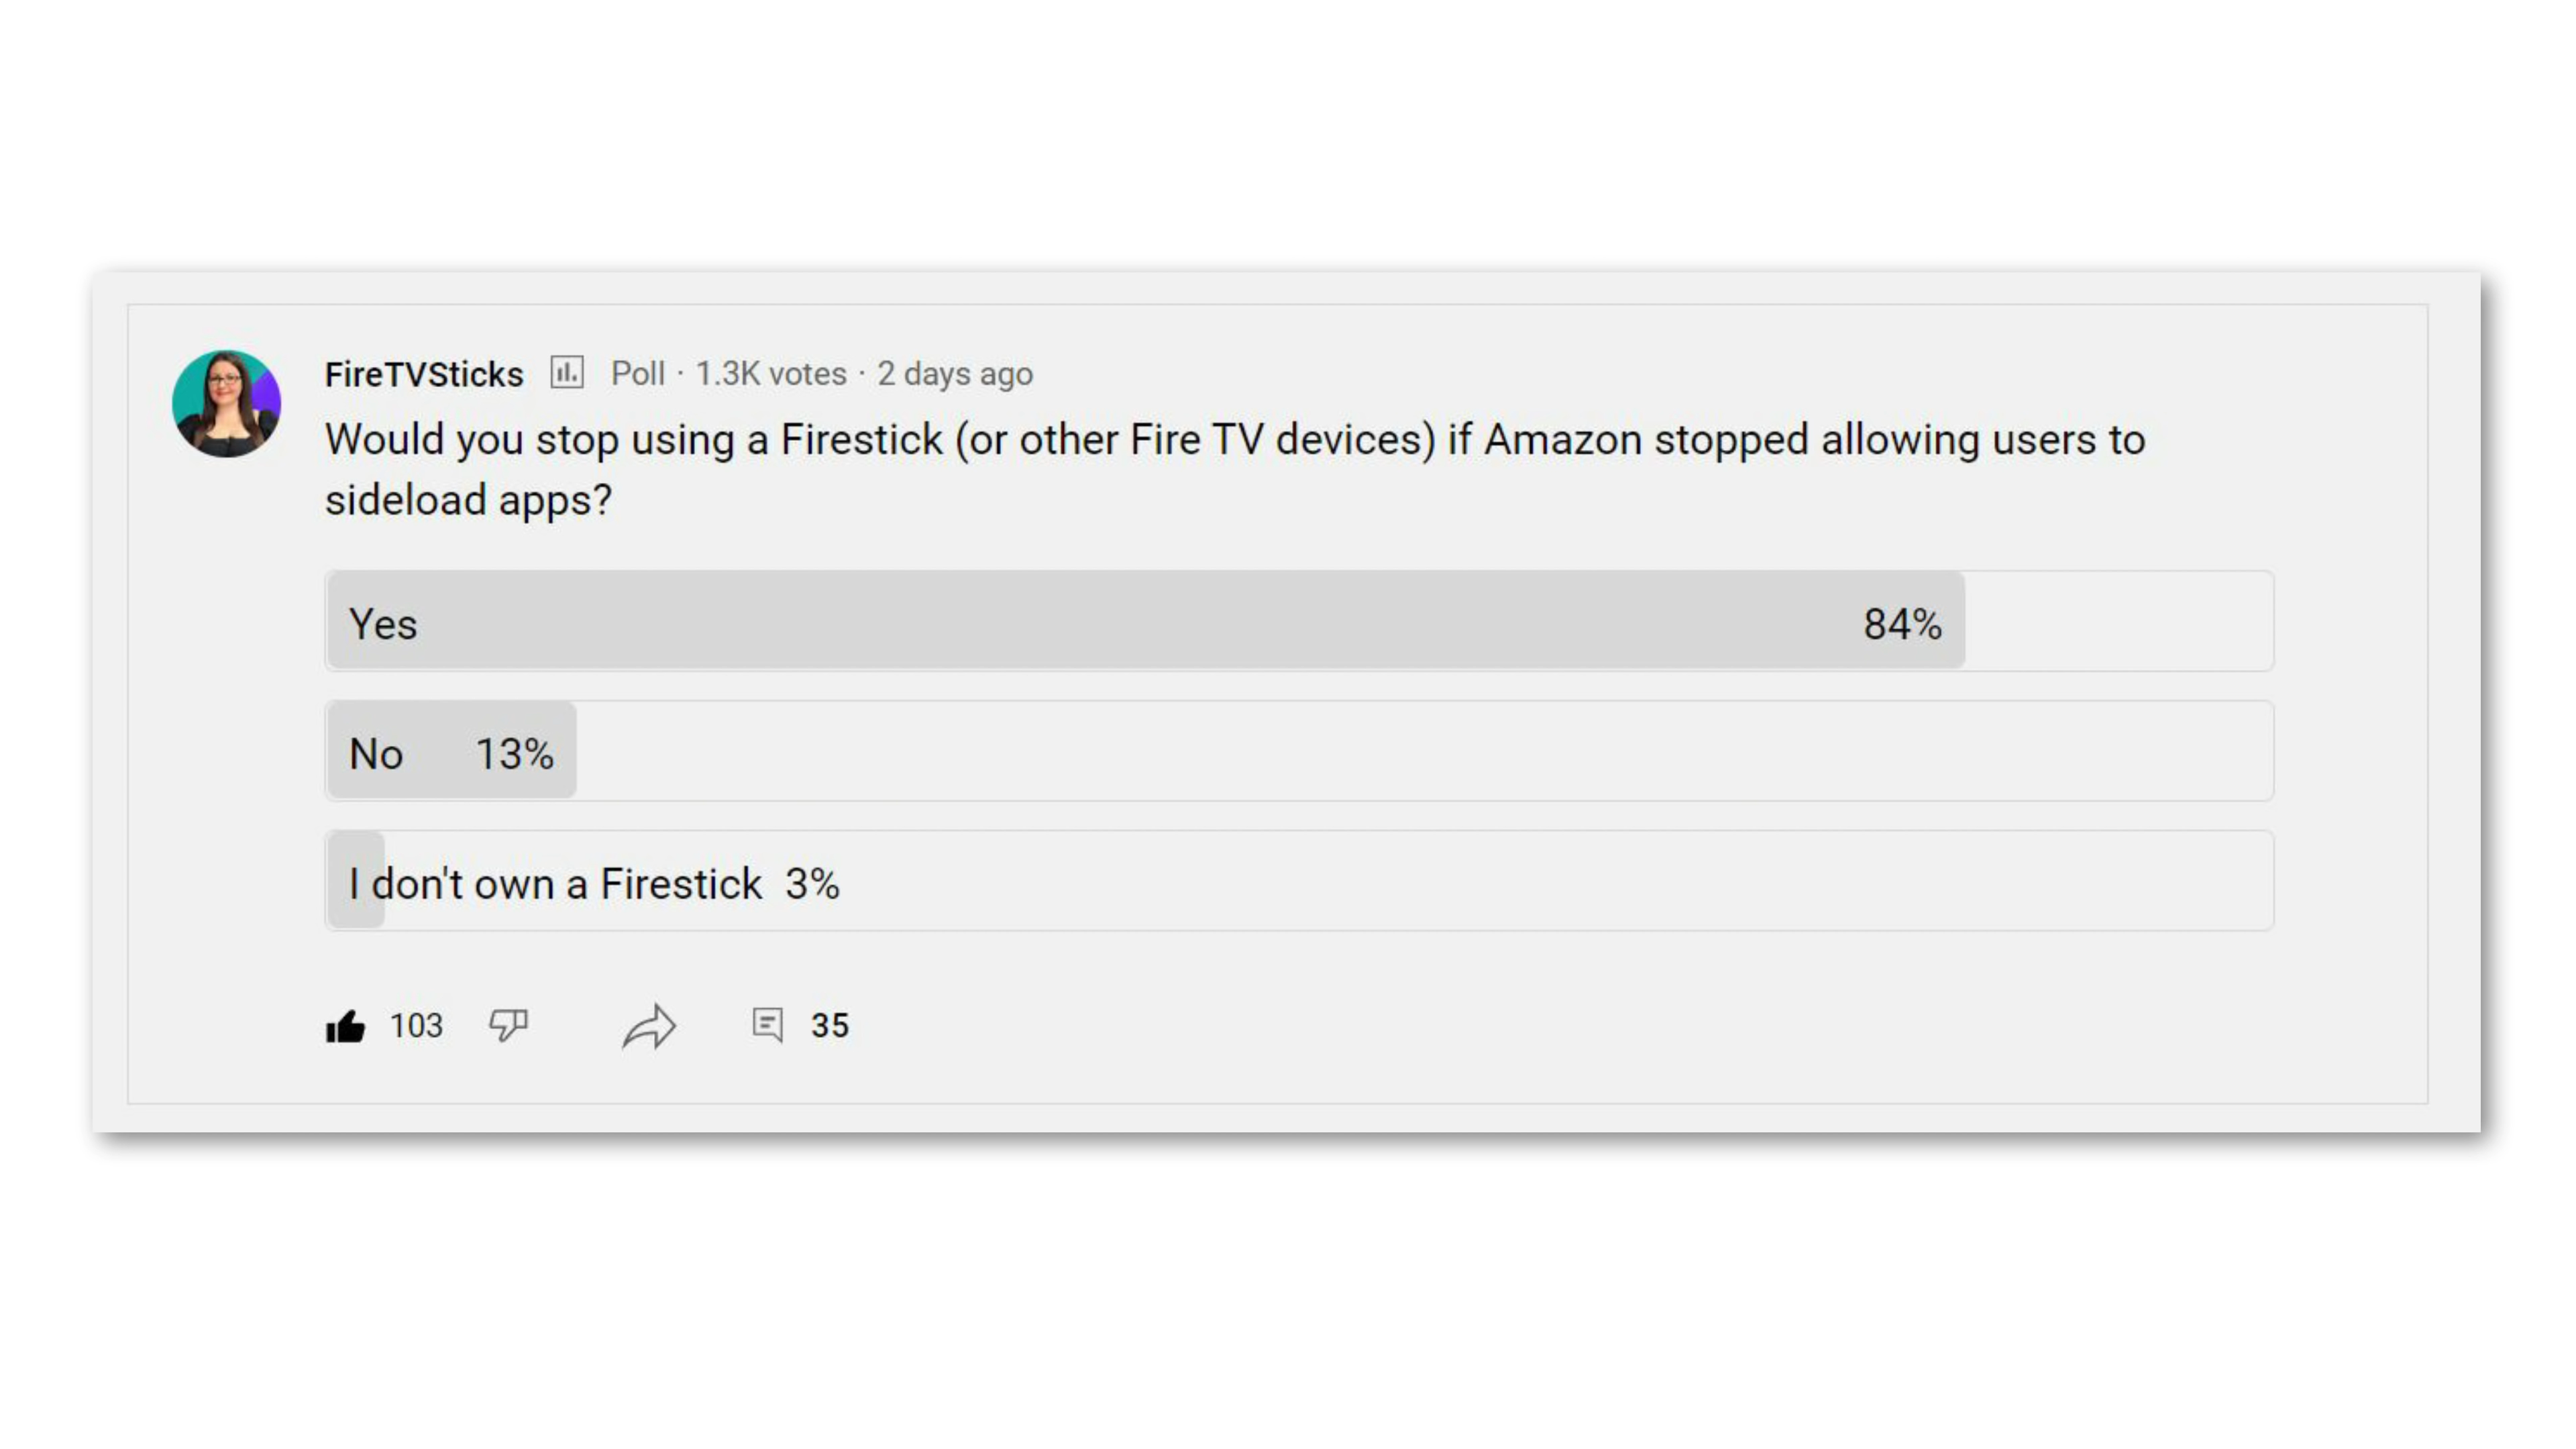 FireTVSticks Poll · 1.3K votes · 2 days ago
Would you stop using a Firestick (or other Fire TV devices) if Amazon stopped allowing users to
sideload apps?
Yes 84%
No 13%
I don't own a Firestick 3%
103 35